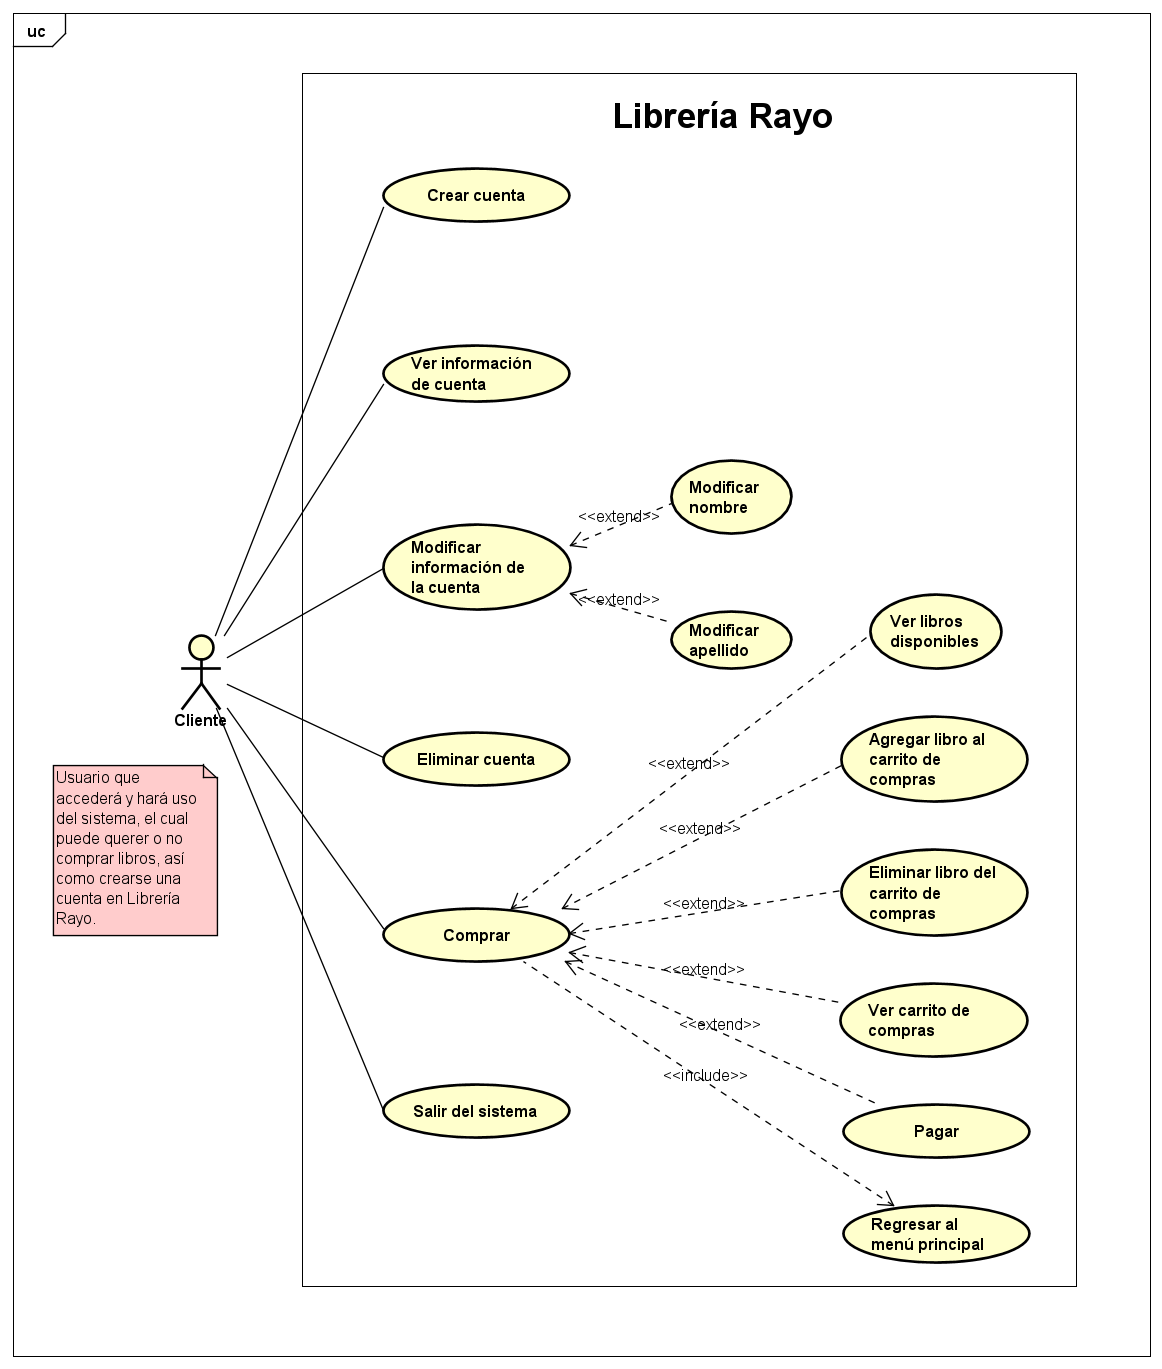 uc
Librería Rayo
Crear cuenta
Ver información
de cuenta
Modificar
nombre
<<extend>>
Modificar
información de
la cuenta
<<extend>>
Modificar
apellido
Ver libros
disponibles
Cliente
Eliminar cuenta
<<extend>>
Agregar libro al
carrito de
compras
Usuario que
accederá y hará uso
del sistema, el cual
puede querer o no
comprar libros, así
como crearse una
cuenta en Librería
Rayo.
<<extend>>
Eliminar libro del
carrito de
compras
<<extend>>
Comprar
<<extend>>
Ver carrito de
compras
<<extend>>
<<include>>
Salir del sistema
Pagar
Regresar al
menú principal